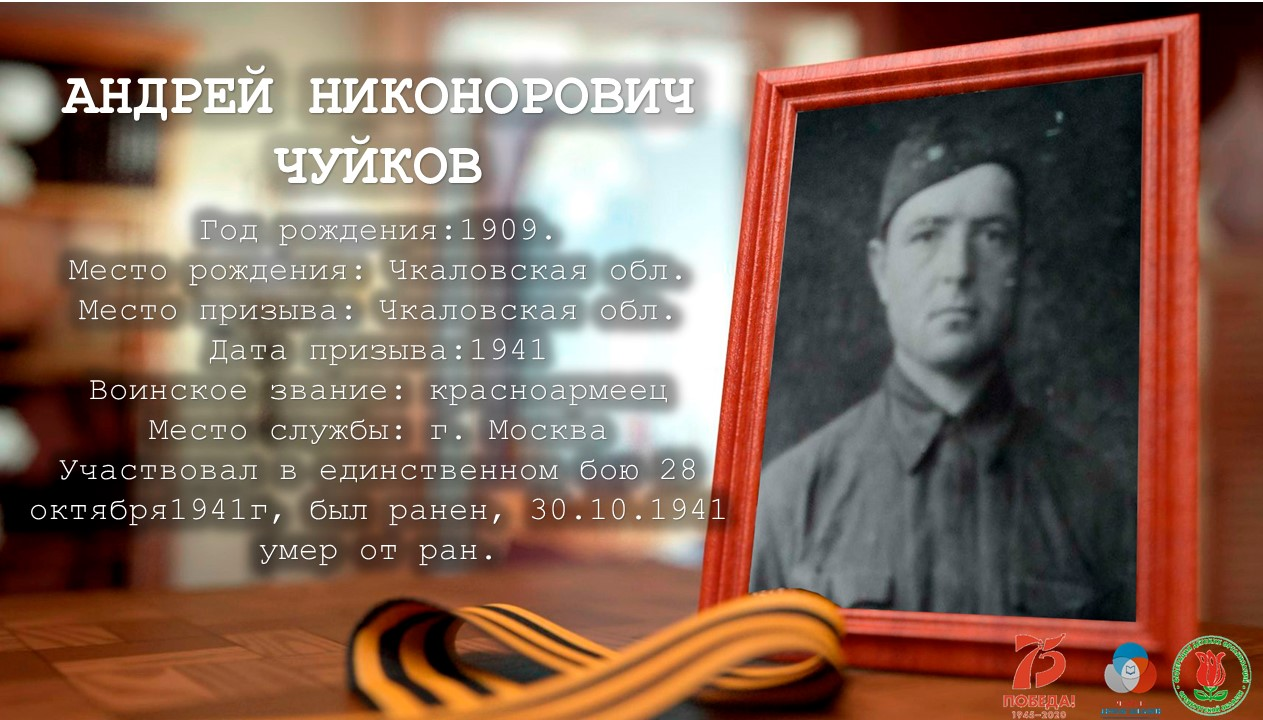 АНДРЕЙ НИКОНОРОВИЧ
ЧУЙКОВ
Год рождения:1909.
Место рождения: Чкаловская обл.
Место призыва: Чкаловская обл.
Дата призыва:1941
Воинское звание: красноармеец
Место службы: г. Москва
Участвовал в единственном бою 28
октября1941г, был ранен, 30.10.1941
умер от ран.
75
ПОБЕДА!
1945-2020